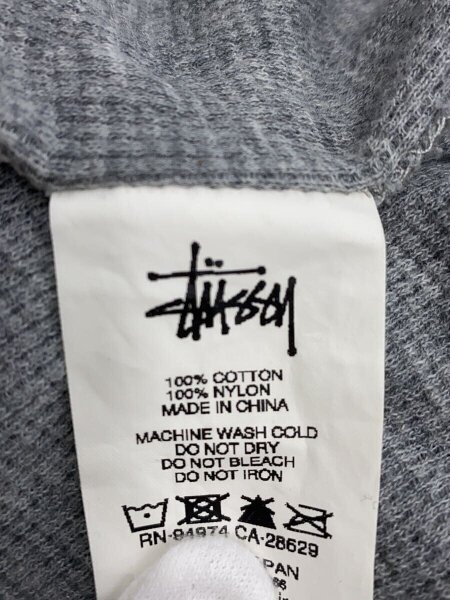 Stüssy
100% COTTON
100% NYLON
MADE IN CHINA
MACHINE WASH COLD
DO NOT DRY
DO NOT BLEACH
DO NOT IRON
RN-94974 CA-28629